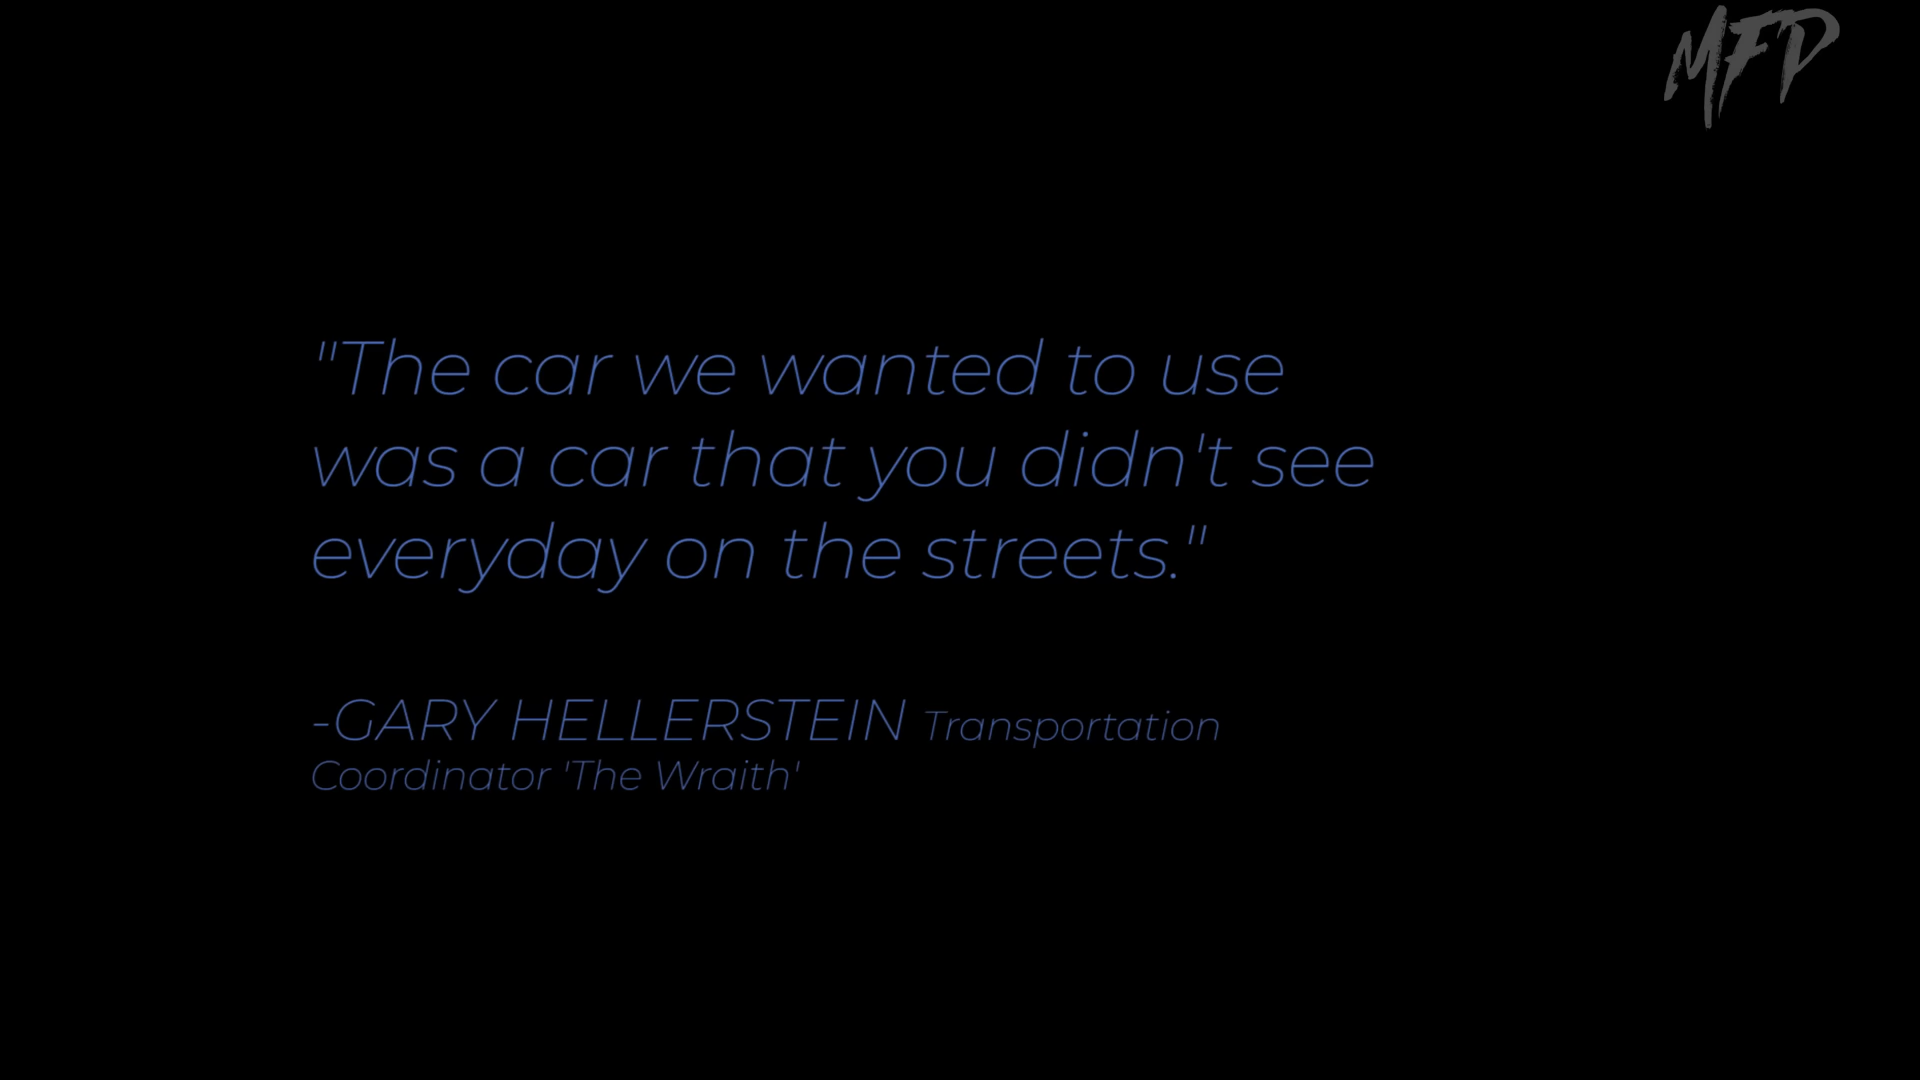 MFD
"The car we wanted to use
was a car that you didn't see
everyday on the streets."
-GARY HELLERSTEIN Transportation
Coordinator 'The Wraith'